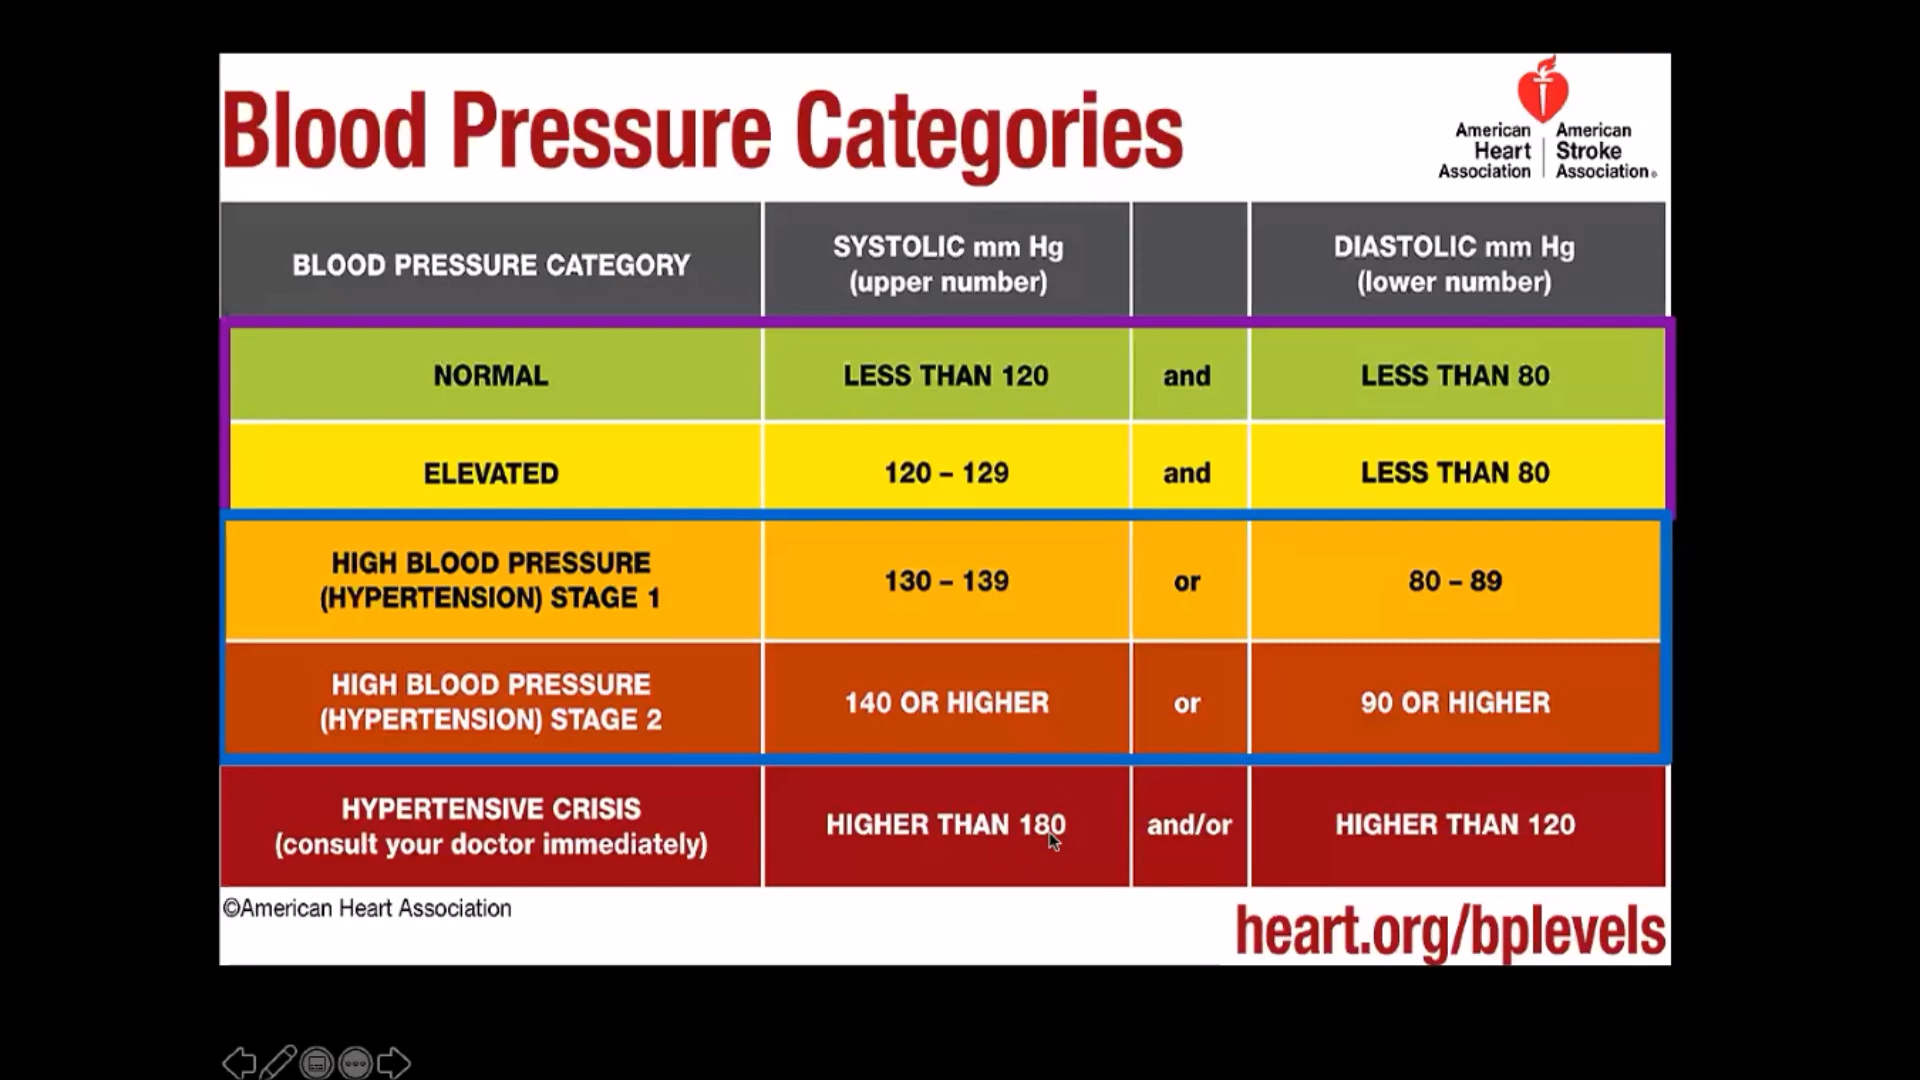 Blood Pressure Categories
American Heart Association
American Stroke Association®
BLOOD PRESSURE CATEGORY
SYSTOLIC mm Hg
(upper number)
DIASTOLIC mm Hg
(lower number)
NORMAL
LESS THAN 120
and
LESS THAN 80
ELEVATED
120 – 129
and
LESS THAN 80
HIGH BLOOD PRESSURE
(HYPERTENSION) STAGE 1
130 – 139
or
80 – 89
HIGH BLOOD PRESSURE
(HYPERTENSION) STAGE 2
140 OR HIGHER
or
90 OR HIGHER
HYPERTENSIVE CRISIS
(consult your doctor immediately)
HIGHER THAN 180
and/or
HIGHER THAN 120
©American Heart Association
heart.org/bplevels